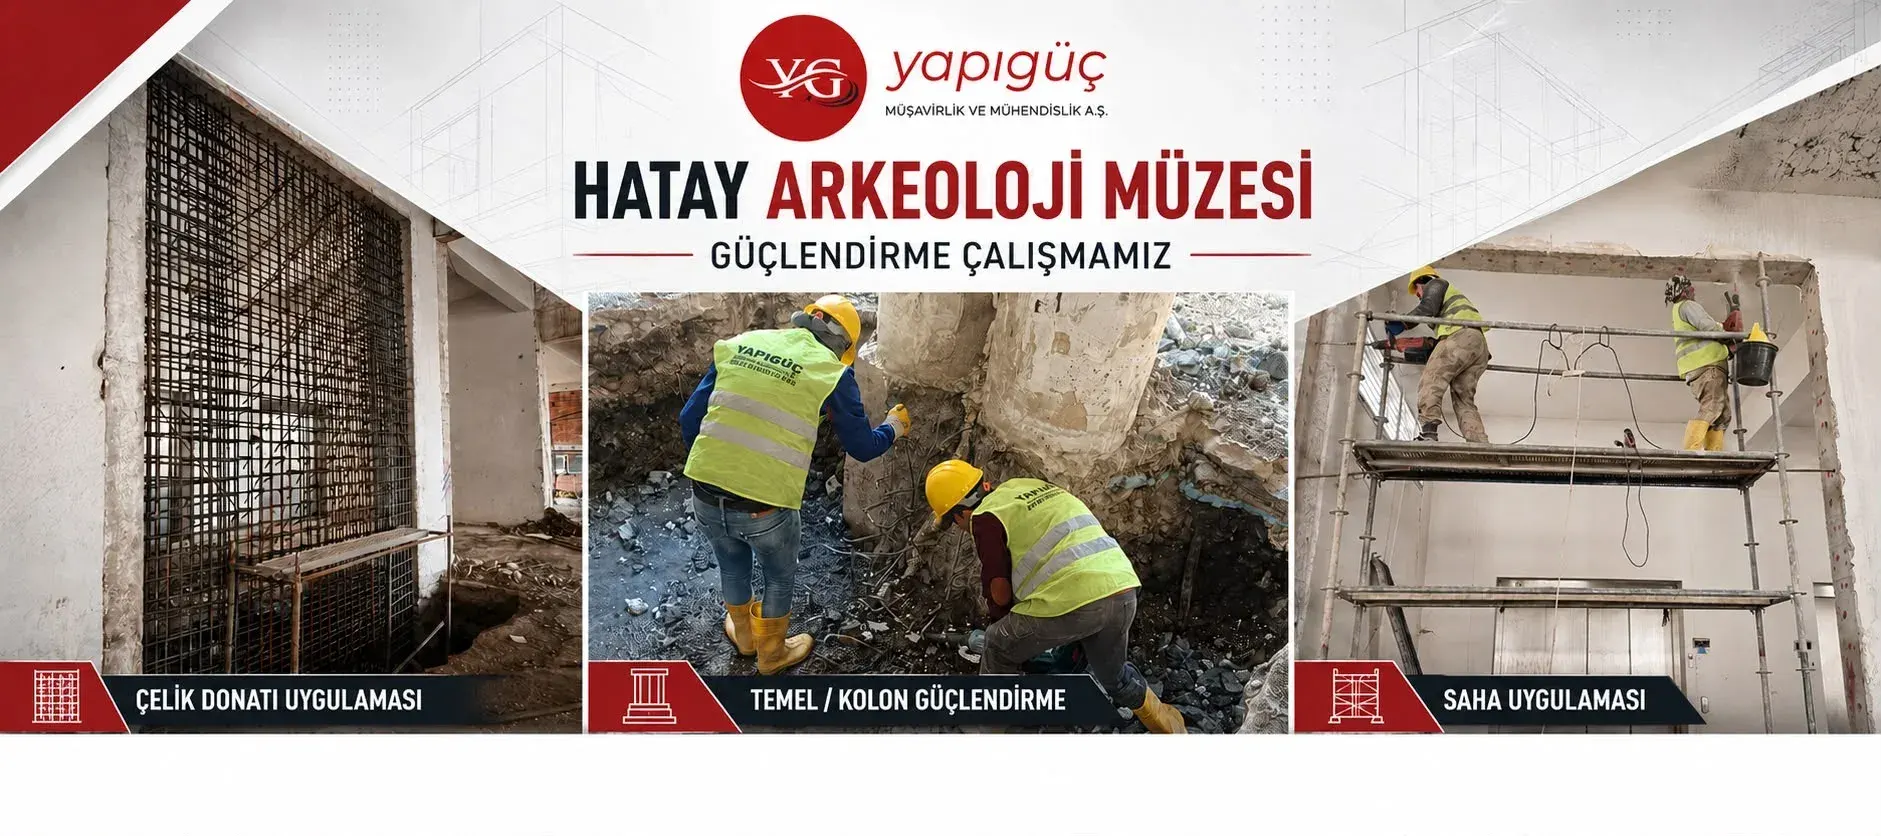 YG
yapıgüç
MÜŞAVİRLİK VE MÜHENDİSLİK A.Ş.
HATAY ARKEOLOJİ MÜZESİ
GÜÇLENDİRME ÇALIŞMAMIZ
YAPIGÜÇ
YAPIGÜÇ
ÇELİK DONATI UYGULAMASI
TEMEL / KOLON GÜÇLENDİRME
SAHA UYGULAMASI